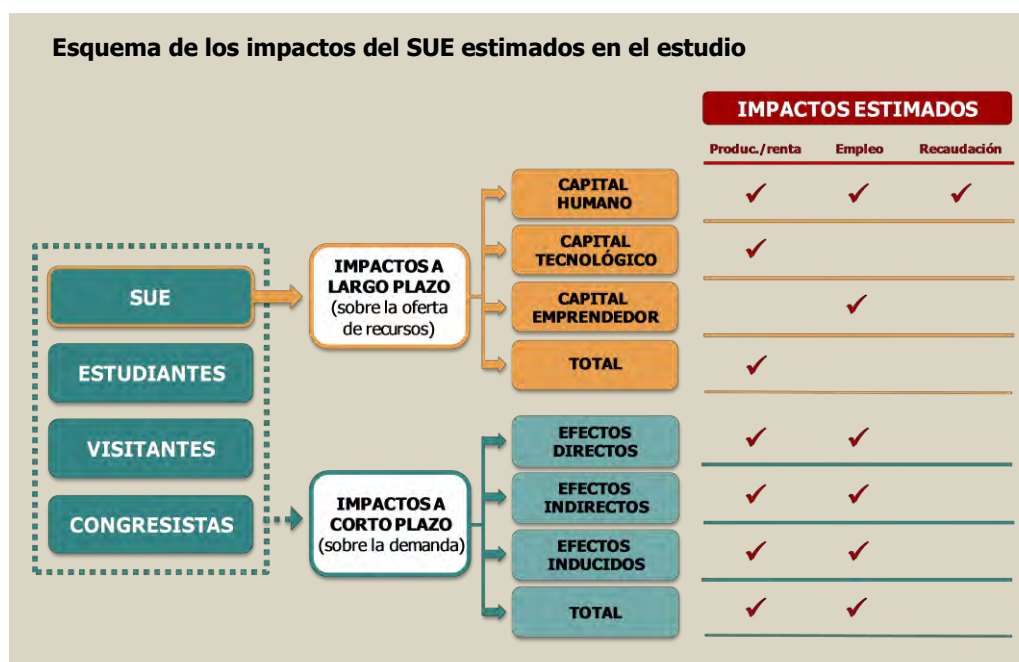 Esquema de los impactos del SUE estimados en el estudio
IMPACTOS ESTIMADOS
Produc./renta Empleo Recaudación
CAPITAL
HUMANO
CAPITAL
TECNOLÓGICO
CAPITAL
EMPRENDEDOR
TOTAL
SUE
ESTUDIANTES
VISITANTES
CONGRESISTAS
IMPACTOS A
LARGO PLAZO
(sobre la oferta
de recursos)
IMPACTOS A
CORTO PLAZO
(sobre la demanda)
EFECTOS
DIRECTOS
EFECTOS
INDIRECTOS
EFECTOS
INDUCIDOS
TOTAL